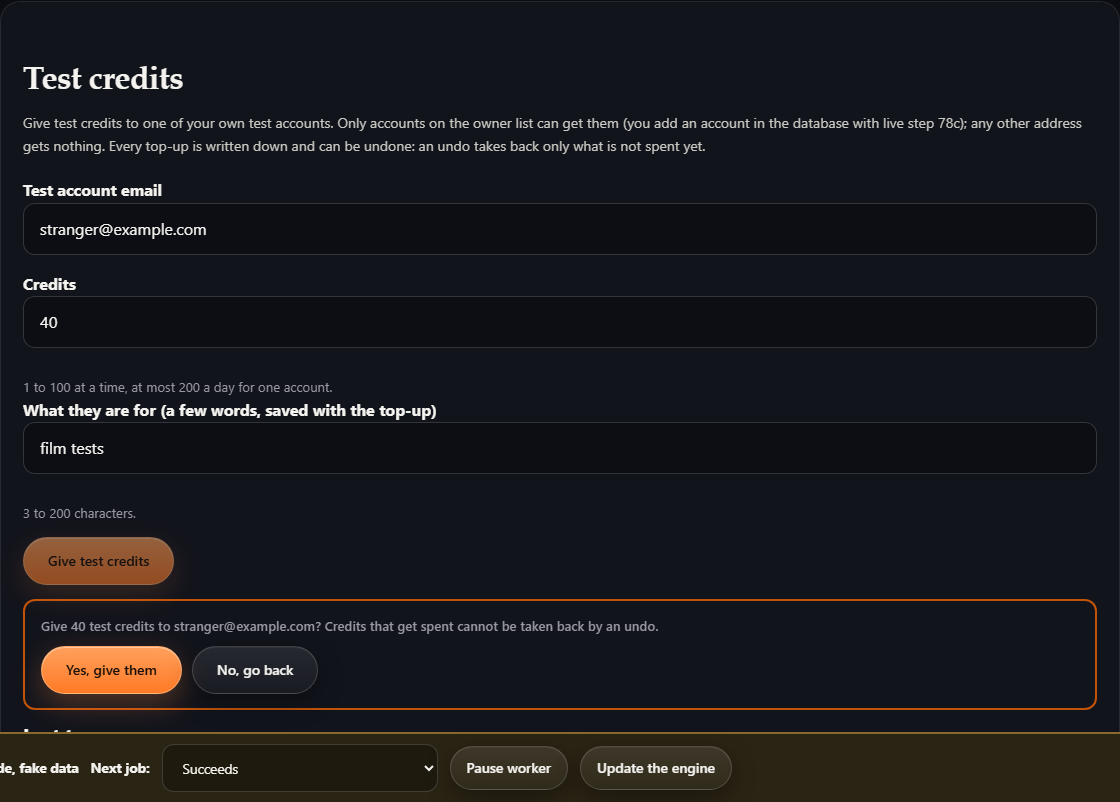 Test credits
Give test credits to one of your own test accounts. Only accounts on the owner list can get them (you add an account in the database with live step 78c); any other address
gets nothing. Every top-up is written down and can be undone: an undo takes back only what is not spent yet.
Test account email
stranger@example.com
Credits
40
1 to 100 at a time, at most 200 a day for one account.
What they are for (a few words, saved with the top-up)
film tests
3 to 200 characters.
Give test credits
Give 40 test credits to stranger@example.com? Credits that get spent cannot be taken back by an undo.
Yes, give them No, go back
fake data Next job: Succeeds Pause worker Update the engine